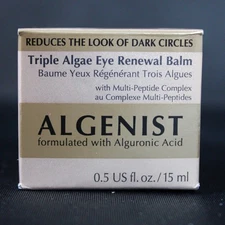 REDUCES THE LOOK OF DARK CIRCLES
Triple Algae Eye Renewal Balm
Baume Yeux Régénérant Trois Algues
with Multi-Peptide Complex
au Complexe Multi-Peptides
ALGENIST
formulated with Alguronic Acid
0.5 US fl. oz. / 15 ml